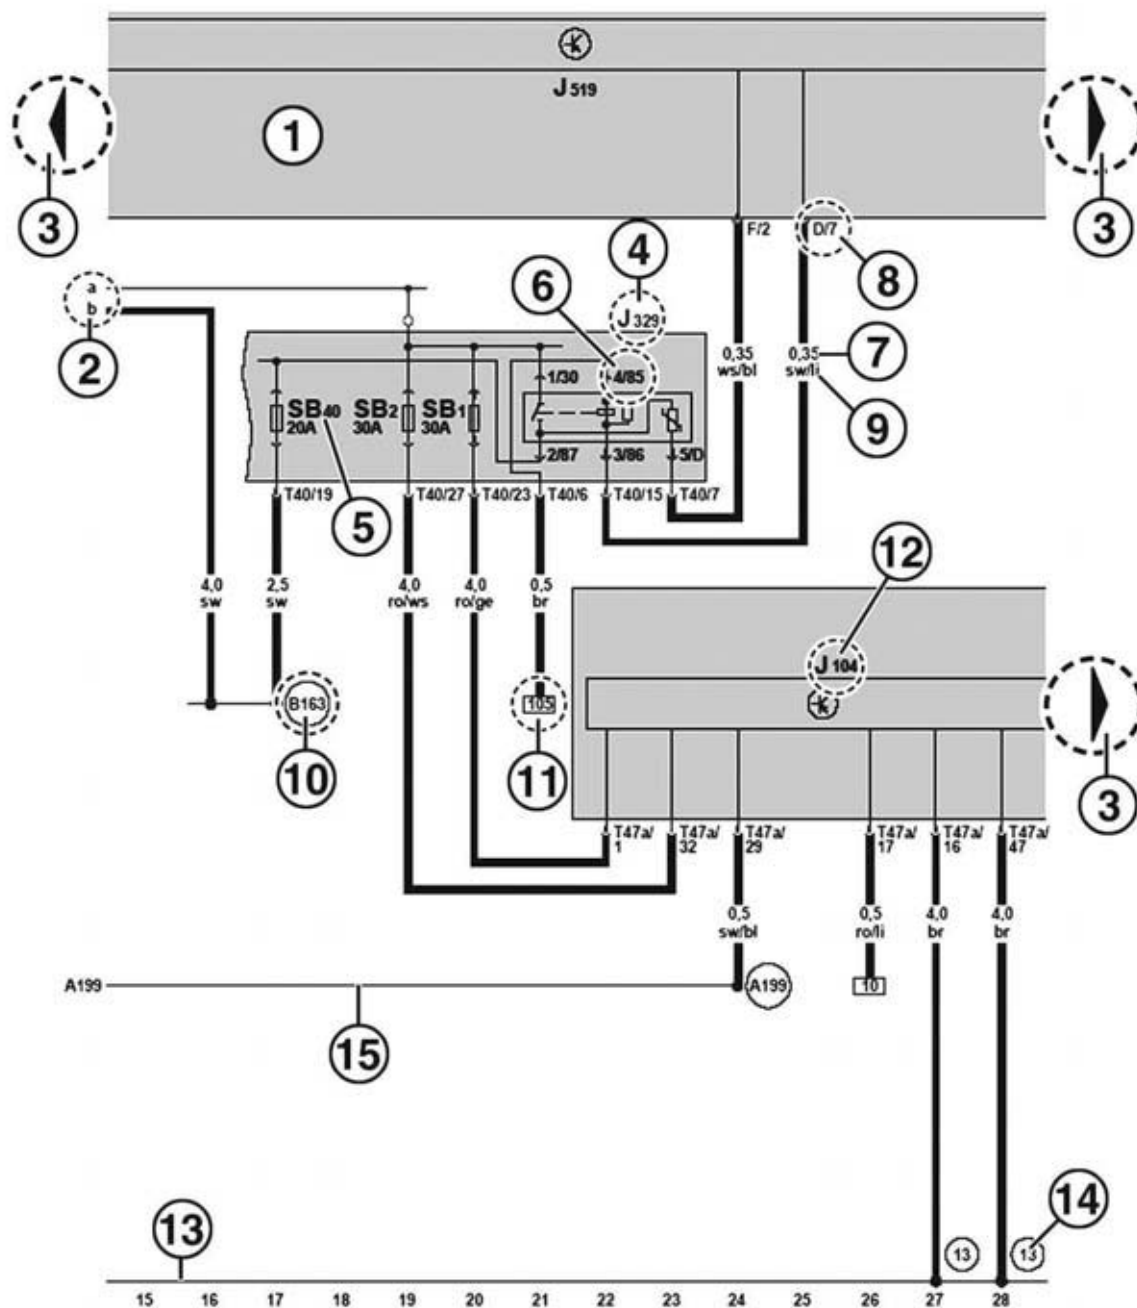 K
J 519
1
3
3
F/2
D/7
4
8
a
b
6
J 329
2
0,35
ws/bl
0,35
sw/li
7
1/30
4/85
SB40
20A
SB2
30A
SB1
30A
9
2/87
3/86
5/D
T40/19
T40/27
T40/23
T40/6
T40/15
T40/7
5
12
4,0
sw
2,5
sw
4,0
ro/ws
4,0
ro/ge
0,5
br
J 104
K
B163
105
10
11
3
T47a/
1
T47a/
32
T47a/
29
T47a/
17
T47a/
16
T47a/
47
0,5
sw/bl
0,5
ro/li
4,0
br
4,0
br
A199
A199
10
15
14
13
13
13
15 16 17 18 19 20 21 22 23 24 25 26 27 28